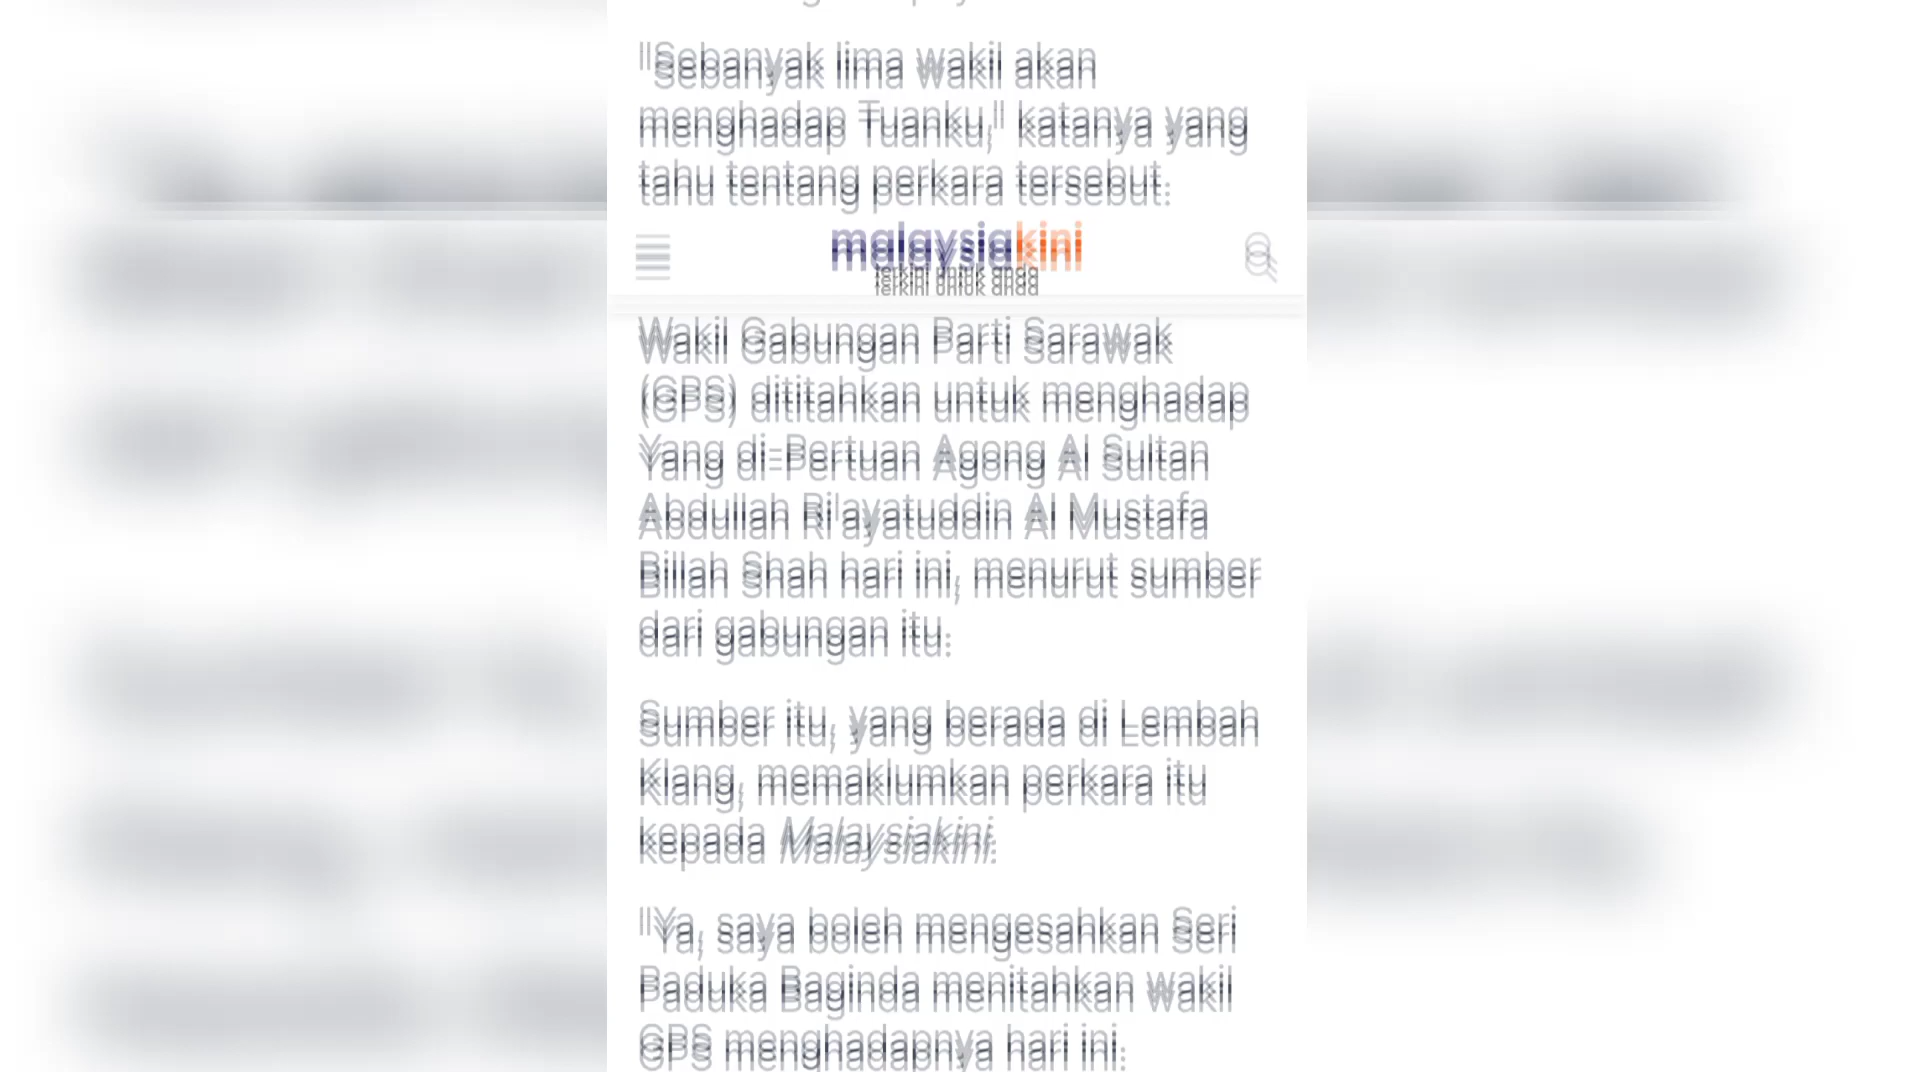 "Sebanyak lima wakil akan
menghadap Tuanku," katanya yang
tahu tentang perkara tersebut.
malaysiakini
terkini untuk anda
Wakil Gabungan Parti Sarawak
(GPS) dititahkan untuk menghadap
Yang di-Pertuan Agong Al Sultan
Abdullah Ri'ayatuddin Al Mustafa
Billah Shah hari ini, menurut sumber
dari gabungan itu.
Sumber itu, yang berada di Lembah
Klang, memaklumkan perkara itu
kepada Malaysiakini.
"Ya, saya boleh mengesahkan Seri
Paduka Baginda menitahkan wakil
GPS menghadapnya hari ini.